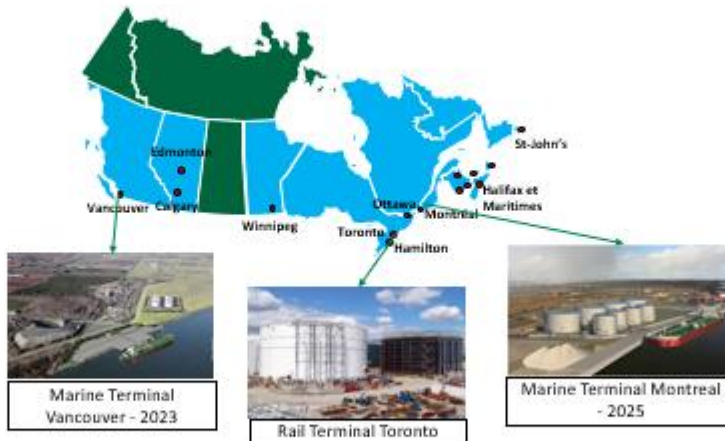 St-John's
Edmonton
Halifax et
Maritimes
Vancouver
Calgary
Ottawa
Montreal
Winnipeg
Toronto
Hamilton
Marine Terminal
Vancouver - 2023
Rail Terminal Toronto
Marine Terminal Montreal
- 2025